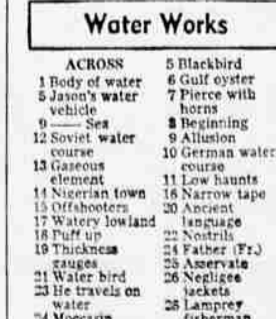 Water Works
ACROSS
1 Body of water
5 Jason's water
vehicle
9 —— Sea
12 Soviet water
course
13 Gaseous
element
14 Nigerian town
15 Offshooters
17 Watery lowland
18 Puff up
19 Thickness
gauges
21 Water bird
23 He travels on
water
24 Moccasin
5 Blackbird
6 Gulf oyster
7 Pierce with
horns
8 Beginning
9 Allusion
10 German water
course
11 Low haunts
16 Narrow tape
20 Ancient
language
22 Nostrils
24 Father (Fr.)
25 Asservate
26 Negligee
jackets
28 Lamprey
fisherman